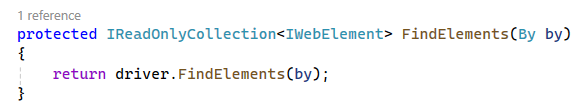 1 reference
protected IReadOnlyCollection<IWebElement> FindElements(By by)
{
    return driver.FindElements(by);
}